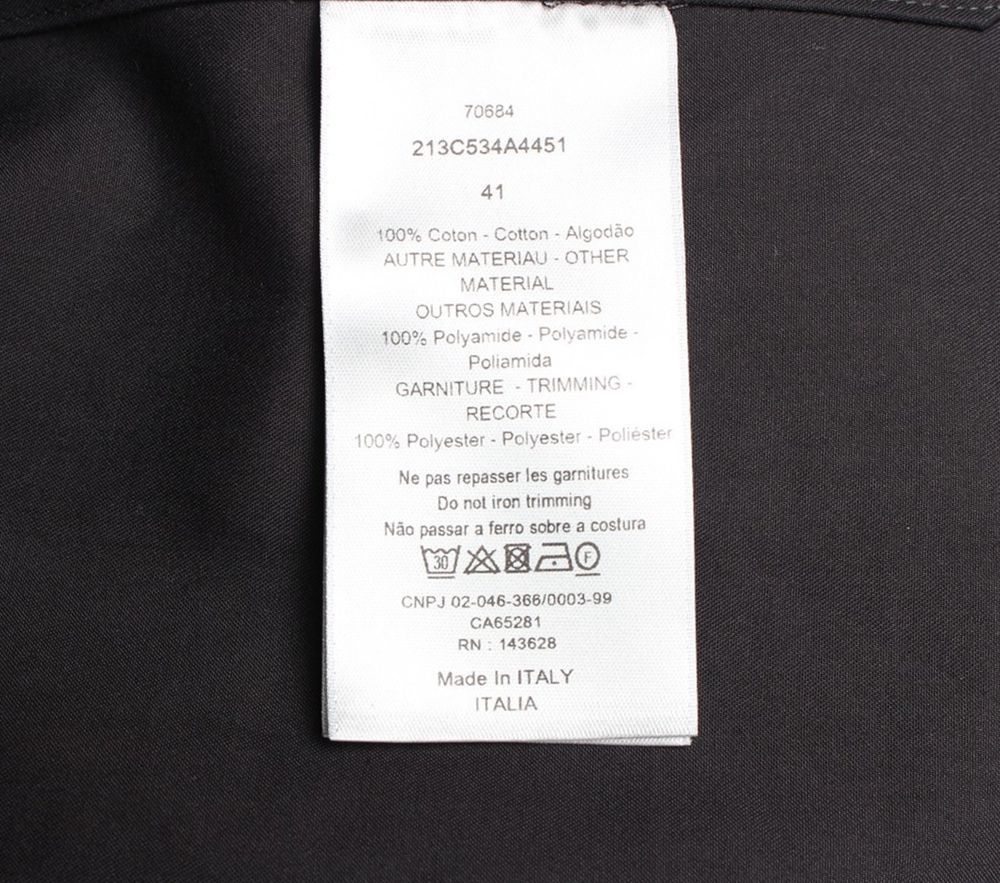 70684
213C534A4451
41
100% Coton - Cotton - Algodão
AUTRE MATERIAU - OTHER
MATERIAL
OUTROS MATERIAIS
100% Polyamide - Polyamide -
Poliamida
GARNITURE - TRIMMING -
RECORTE
100% Polyester - Polyester - Poliéster
Ne pas repasser les garnitures
Do not iron trimming
Não passar a ferro sobre a costura
30 F
CNPJ 02-046-366/0003-99
CA65281
RN : 143628
Made In ITALY
ITALIA